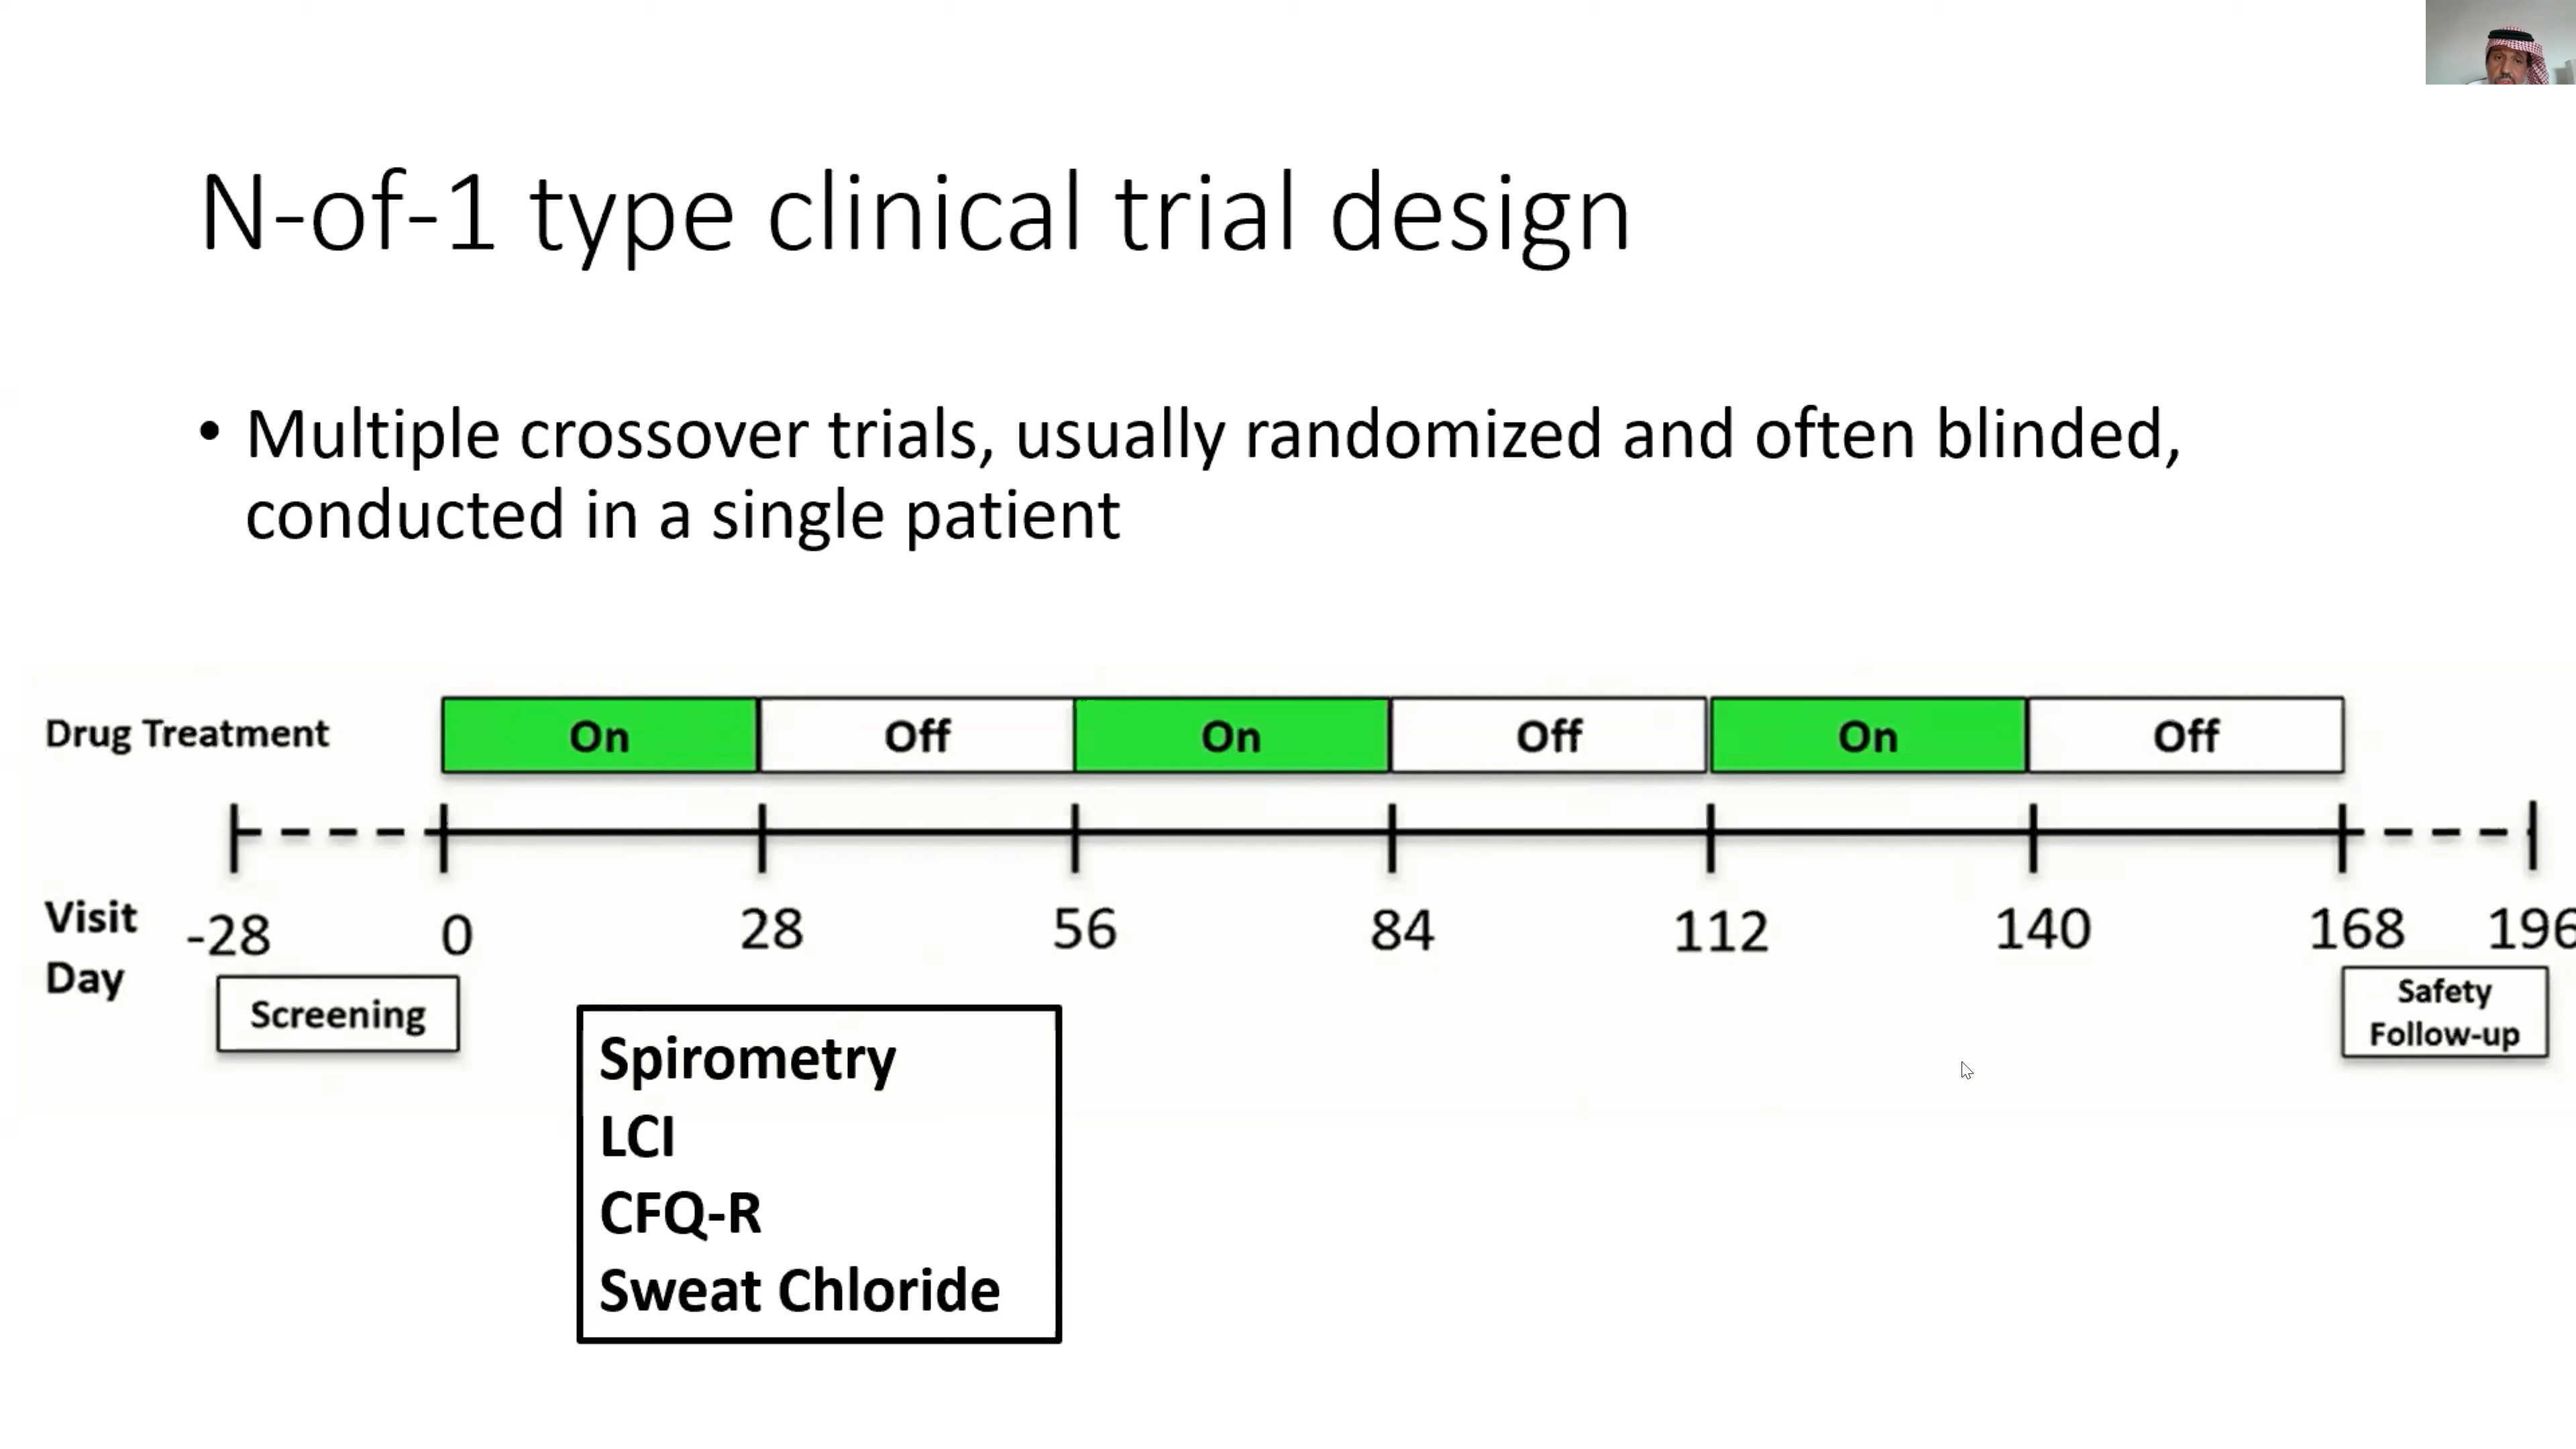 N-of-1 type clinical trial design
• Multiple crossover trials, usually randomized and often blinded,
conducted in a single patient
Drug Treatment
On Off On Off On Off
Visit Day
-28 0 28 56 84 112 140 168 196
Screening
Safety
Follow-up
Spirometry
LCI
CFQ-R
Sweat Chloride